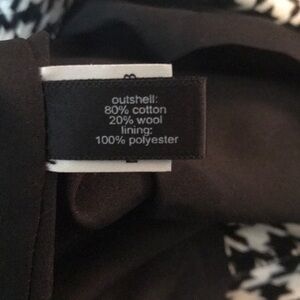 outshell:
80% cotton
20% wool
lining:
100% polyester